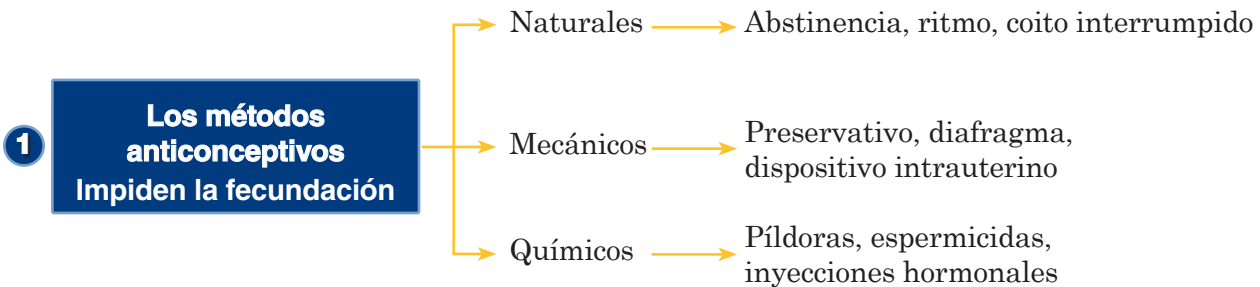 Naturales
Abstinencia, ritmo, coito interrumpido
1
Los métodos
anticonceptivos
Impiden la fecundación
Mecánicos
Preservativo, diafragma,
dispositivo intrauterino
Químicos
Píldoras, espermicidas,
inyecciones hormonales